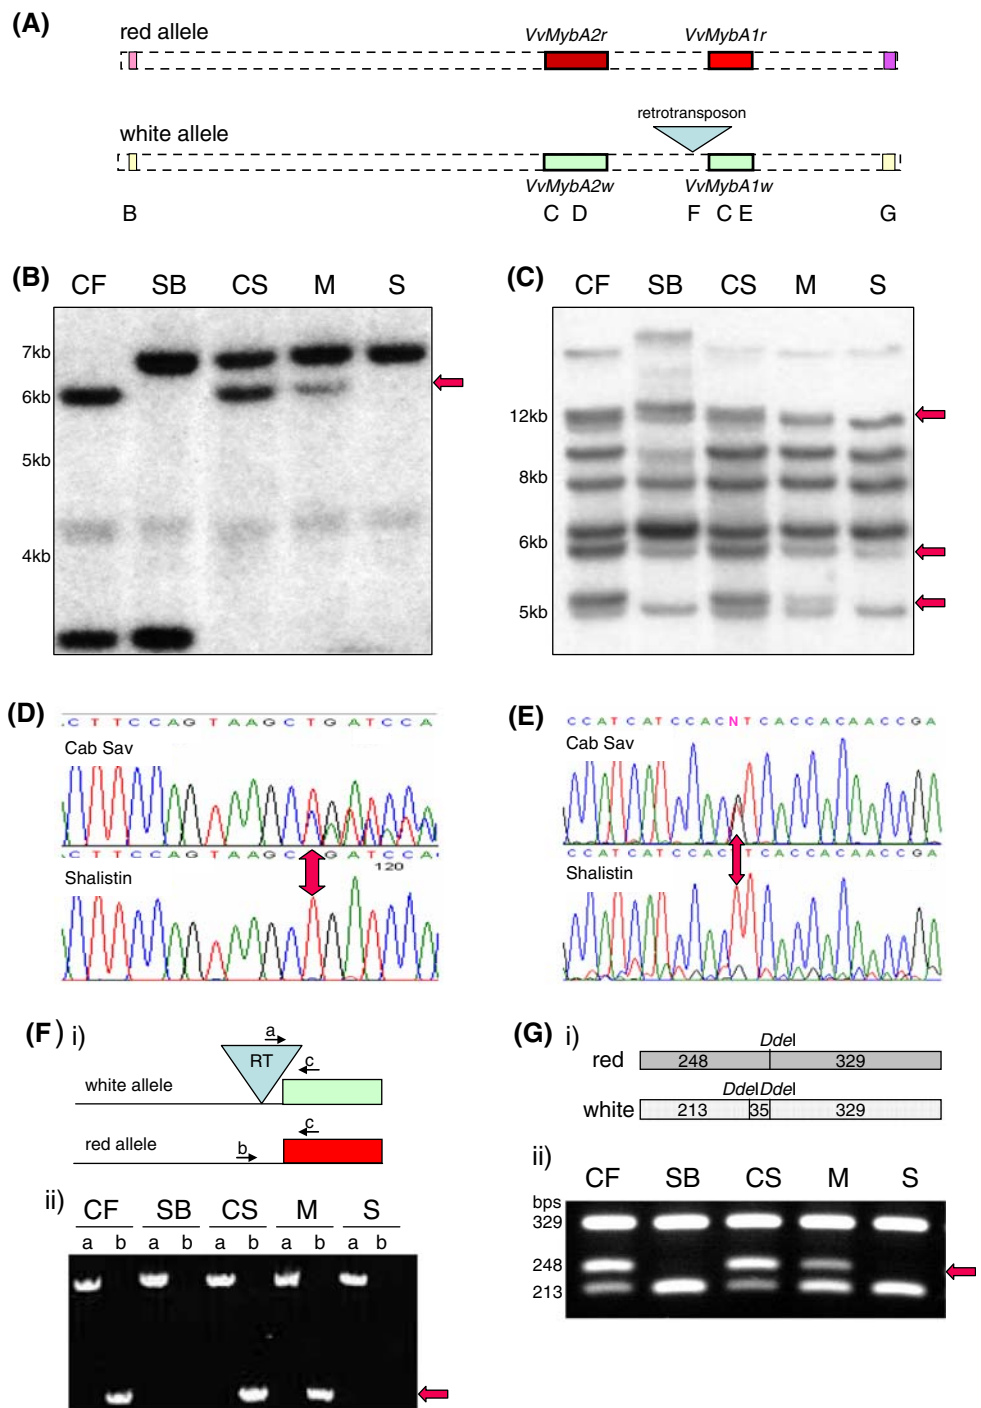 (A)
red allele
VvMybA2r VvMybA1r
retrotransposon
white allele
VvMybA2w VvMybA1w
B C D F C E G
(B)
CF SB CS M S
7kb
6kb
5kb
4kb
(C)
CF SB CS M S
12kb
8kb
6kb
5kb
(D)
C T T C C A G T A A G C T G A T C C A
Cab Sav
C T T C C A G T A A G C G A T C C A
120
Shalistin
(E)
C C A T C A T C C A C N T C A C C A C A A C C G A
Cab Sav
C C A T C A T C C A C T C A C C A C A A C C G A
Shalistin
(F) i)
a
RT
c
white allele
c
red allele
b
ii)
CF SB CS M S
a b a b a b a b a b
(G) i)
DdeI
red 248 329
DdeI DdeI
white 213 35 329
ii)
CF SB CS M S
bps
329
248
213